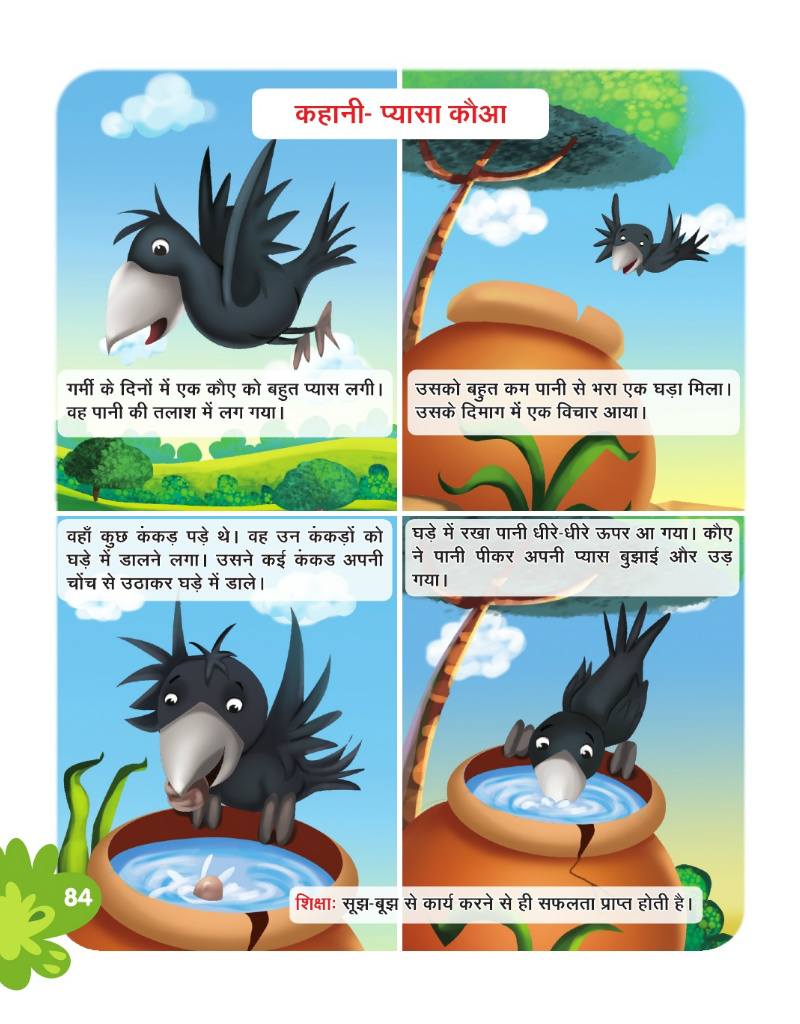 कहानी- प्यासा कौआ
गर्मी के दिनों में एक कौए को बहुत प्यास लगी।
वह पानी की तलाश में लग गया।
उसको बहुत कम पानी से भरा एक घड़ा मिला।
उसके दिमाग में एक विचार आया।
वहाँ कुछ कंकड़ पड़े थे। वह उन कंकड़ों को
घड़े में डालने लगा। उसने कई कंकड अपनी
चोंच से उठाकर घड़े में डाले।
घड़े में रखा पानी धीरे-धीरे ऊपर आ गया। कौए
ने पानी पीकर अपनी प्यास बुझाई और उड़
गया।
शिक्षाः सूझ-बूझ से कार्य करने से ही सफलता प्राप्त होती है।
84